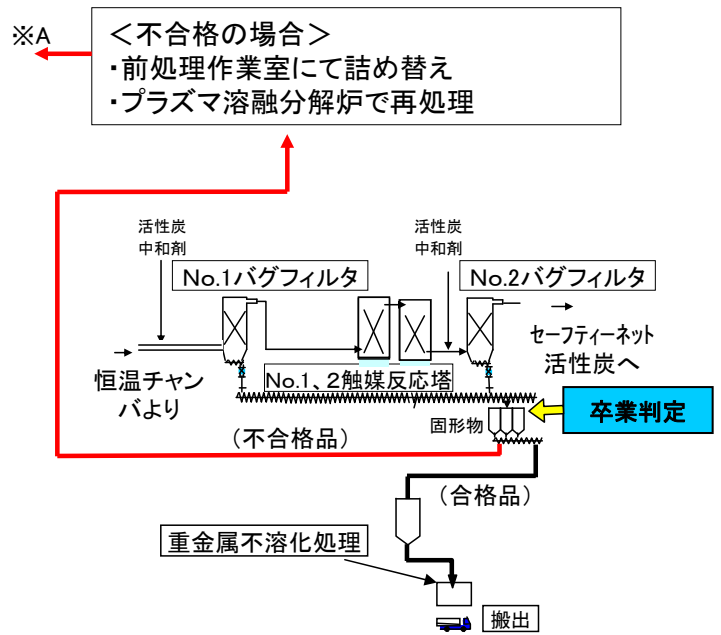 ※A
＜不合格の場合＞
・前処理作業室にて詰め替え
・プラズマ溶融分解炉で再処理
活性炭
中和剤
活性炭
中和剤
No.1バグフィルタ
No.2バグフィルタ
恒温チャン
バより
No.1、2触媒反応塔
セーフティーネット
活性炭へ
固形物
卒業判定
（不合格品）
（合格品）
重金属不溶化処理
搬出